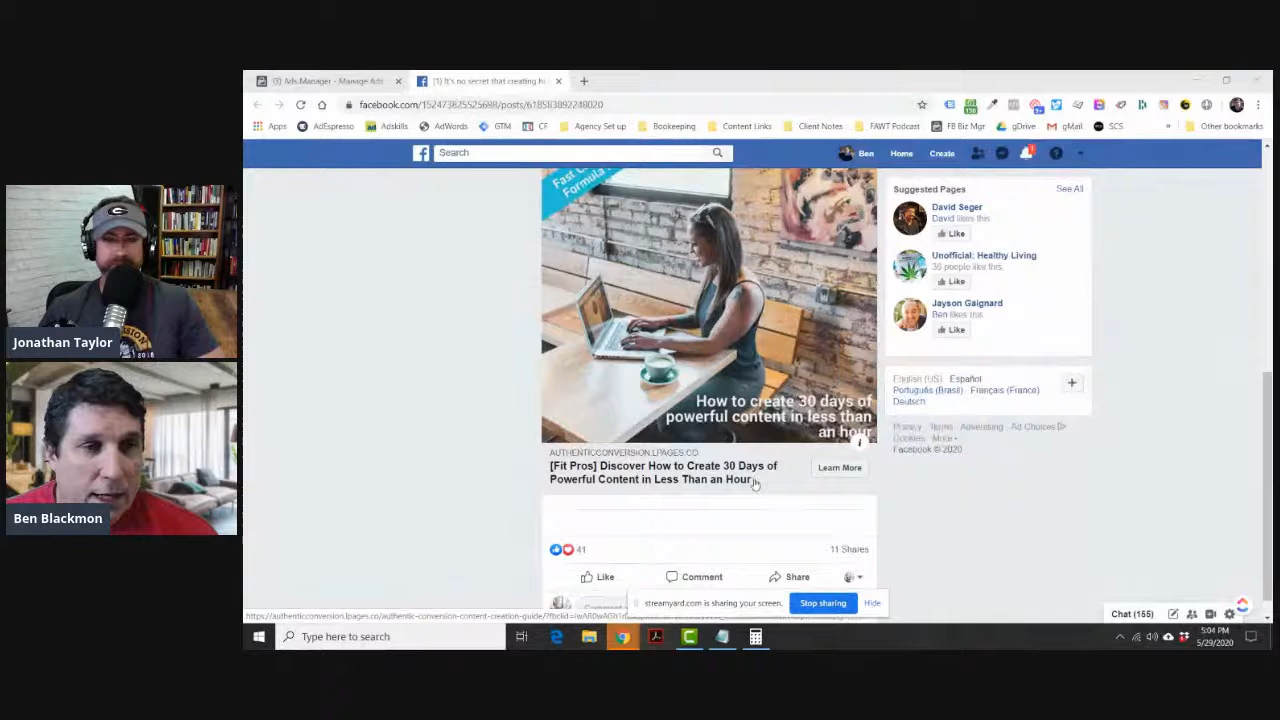 Ads Manager - Manage Ads
(1) It's no secret that creating
facebook.com/152473625525698/posts/618583892248020
Apps
AdEspresso
Adskills
AdWords
GTM
CF
Agency Set up
Bookeeping
Content Links
Client Notes
FAWT Podcast
FB Biz Mgr
gDrive
gMail
SCS
»
Other bookmarks
Search
Ben
Home
Create
Fast
Formula
How to create 30 days of
powerful content in less than
an hour
AUTHENTICCONVERSION.LPAGES.CO
[Fit Pros] Discover How to Create 30 Days of
Powerful Content in Less Than an Hour
Learn More
41
11 Shares
Like
Comment
Share
Suggested Pages
See All
David Seger
David likes this
Like
Unofficial: Healthy Living
36 people like this.
Like
Jayson Gaignard
Ben likes this
Like
English (US) Español
Português (Brasil) Français (France)
Deutsch
Privacy Terms Advertising Ad Choices
Cookies More
Facebook © 2020
streamyard.com is sharing your screen.
Stop sharing
Hide
Chat (155)
Type here to search
5:04 PM
5/29/2020
Jonathan Taylor
2018
Ben Blackmon